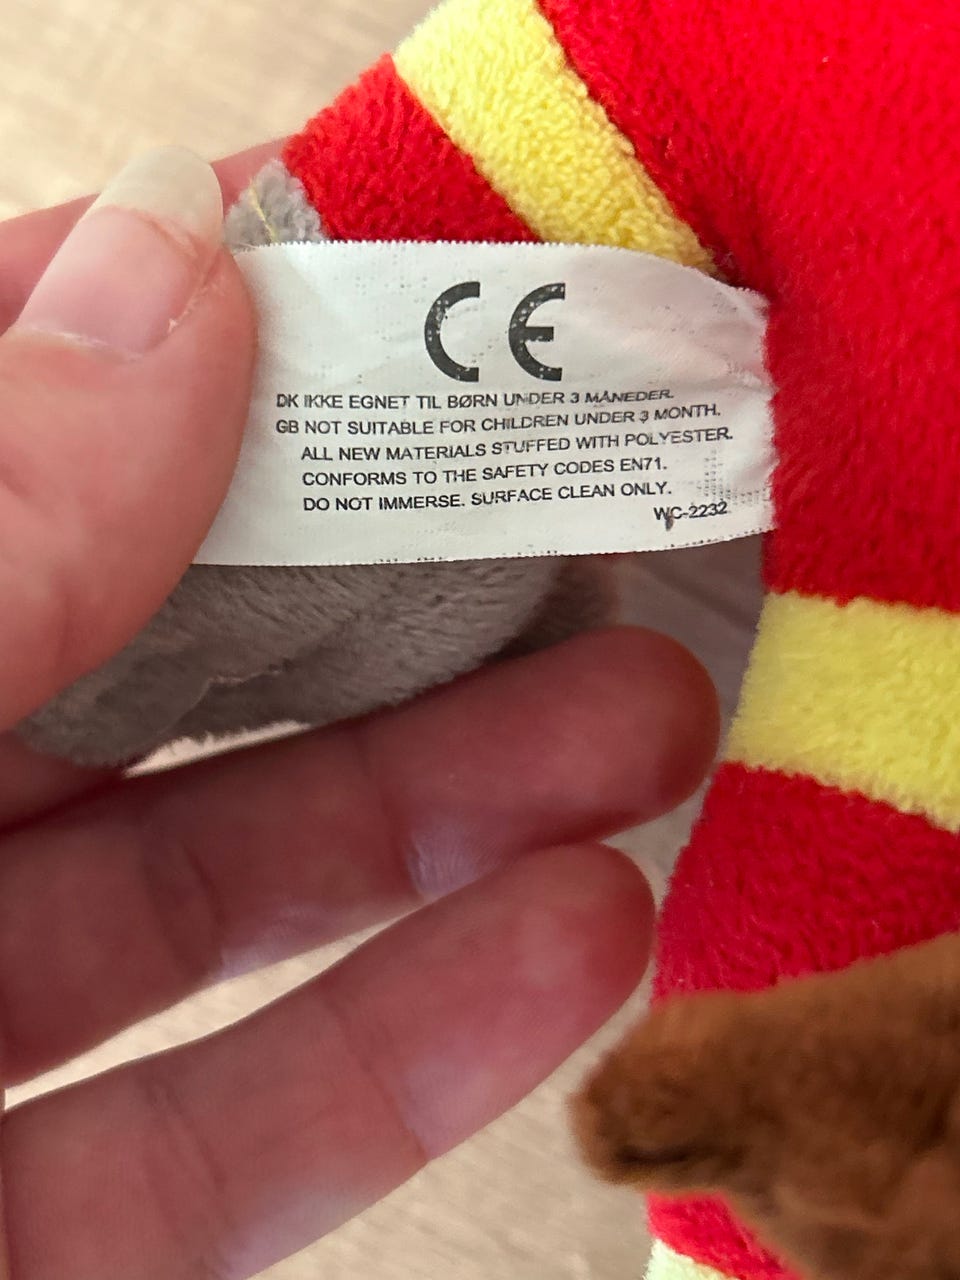 CE
DK IKKE EGNET TIL BØRN UNDER 3 MÅNEDER.
GB NOT SUITABLE FOR CHILDREN UNDER 3 MONTH.
ALL NEW MATERIALS STUFFED WITH POLYESTER.
CONFORMS TO THE SAFETY CODES EN71.
DO NOT IMMERSE. SURFACE CLEAN ONLY.
WC-2232